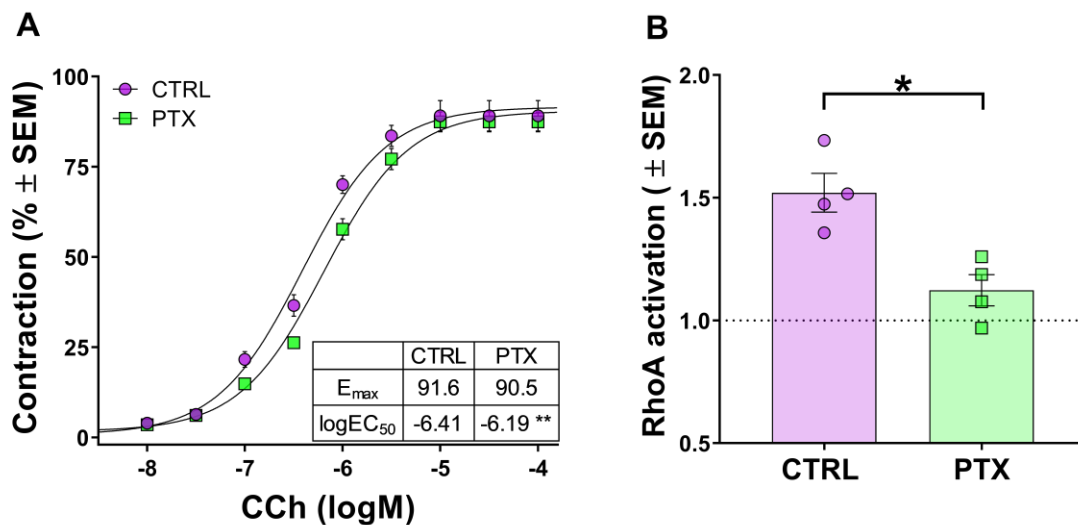 A
Contraction (% ± SEM)
100
75
50
25
0
CTRL
PTX
CTRL PTX
Emax 91.6 90.5
logEC50 -6.41 -6.19 **
-8 -7 -6 -5 -4
CCh (logM)
B
RhoA activation ( ± SEM)
2.0
1.5
1.0
0.5
*
CTRL PTX